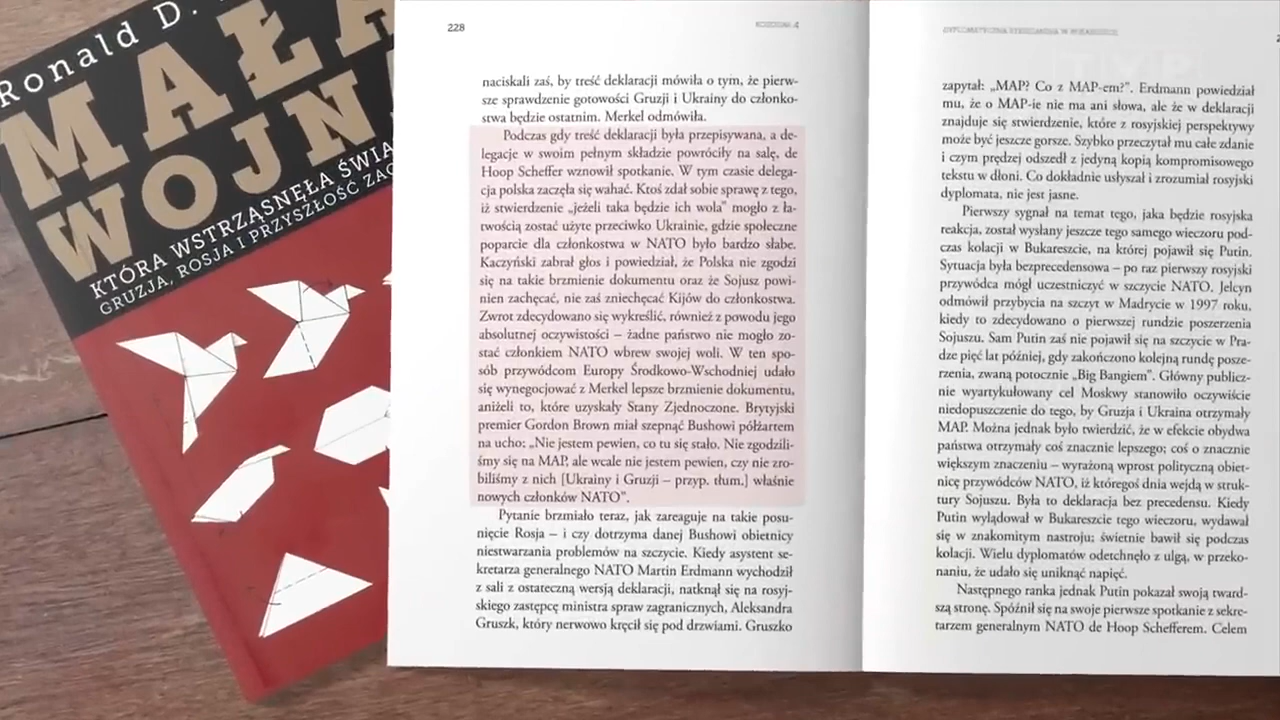 Ronald D.
MAŁA
WOJNA
KTÓRA WSTRZĄSNĘŁA ŚWIA
GRUZJA, ROSJA I PRZYSZŁOŚĆ ZAC
228
naciskali zaś, by treść deklaracji mówiła o tym, że pierw-
sze sprawdzenie gotowości Gruzji i Ukrainy do członko-
stwa będzie ostatnim. Merkel odmówiła.
Podczas gdy treść deklaracji była przepisywana, a de-
legacje w swoim pełnym składzie powróciły na salę, de
Hoop Scheffer wznowił spotkanie. W tym czasie delega-
cja polska zaczęła się wahać. Ktoś zdał sobie sprawę z tego,
iż stwierdzenie „jeżeli taka będzie ich wola” mogło z ła-
twością zostać użyte przeciwko Ukrainie, gdzie społeczne
poparcie dla członkostwa w NATO było bardzo słabe.
Kaczyński zabrał głos i powiedział, że Polska nie zgodzi
się na takie brzmienie dokumentu oraz że Sojusz powi-
nien zachęcać, nie zaś zniechęcać Kijów do członkostwa.
Zwrot zdecydowano się wykreślić, również z powodu jego
absolutnej oczywistości – żadne państwo nie mogło zo-
stać członkiem NATO wbrew swojej woli. W ten spo-
sób przywódcom Europy Środkowo-Wschodniej udało
się wynegocjować z Merkel lepsze brzmienie dokumentu,
aniżeli to, które uzyskały Stany Zjednoczone. Brytyjski
premier Gordon Brown miał szepnąć Bushowi półżartem
na ucho: „Nie jestem pewien, co tu się stało. Nie zgodzili-
śmy się na MAP, ale wcale nie jestem pewien, czy nie zro-
biliśmy z nich [Ukrainy i Gruzji – przyp. tłum.] właśnie
nowych członków NATO”.
Pytanie brzmiało teraz, jak zareaguje na takie posu-
nięcie Rosja – i czy dotrzyma danej Bushowi obietnicy
niestwarzania problemów na szczycie. Kiedy asystent se-
kretarza generalnego NATO Martin Erdmann wychodził
z sali z ostateczną wersją deklaracji, natknął się na rosyj-
skiego zastępcę ministra spraw zagranicznych, Aleksandra
Gruszk, który nerwowo kręcił się pod drzwiami. Gruszko
zapytał: „MAP? Co z MAP-em?”. Erdmann powiedział
mu, że o MAP-ie nie ma ani słowa, ale że w deklaracji
znajduje się stwierdzenie, które z rosyjskiej perspektywy
może być jeszcze gorsze. Szybko przeczytał mu całe zdanie
i czym prędzej odszedł z jedyną kopią kompromisowego
tekstu w dłoni. Co dokładnie usłyszał i zrozumiał rosyjski
dyplomata, nie jest jasne.
Pierwszy sygnał na temat tego, jaka będzie rosyjska
reakcja, został wysłany jeszcze tego samego wieczoru pod-
czas kolacji w Bukareszcie, na której pojawił się Putin.
Sytuacja była bezprecedensowa – po raz pierwszy rosyjski
przywódca mógł uczestniczyć w szczycie NATO. Jelcyn
odmówił przybycia na szczyt w Madrycie w 1997 roku,
kiedy to zdecydowano o pierwszej rundzie poszerzenia
Sojuszu. Sam Putin zaś nie pojawił się na szczycie w Pra-
dze pięć lat później, gdy zakończono kolejną rundę posze-
rzenia, zwaną potocznie „Big Bangiem”. Główny publicz-
nie wyartykułowany cel Moskwy stanowiło oczywiście
niedopuszczenie do tego, by Gruzja i Ukraina otrzymały
MAP. Można jednak było twierdzić, że w efekcie obydwa
państwa otrzymały coś znacznie lepszego; coś o znacznie
większym znaczeniu – wyrażoną wprost polityczną obiet-
nicę przywódców NATO, iż któregoś dnia wejdą w struk-
tury Sojuszu. Była to deklaracja bez precedensu. Kiedy
Putin wylądował w Bukareszcie tego wieczoru, wydawał
się w znakomitym nastroju; świetnie bawił się podczas
kolacji. Wielu dyplomatów odetchnęło z ulgą, w przeko-
naniu, że udało się uniknąć napięć.
Następnego ranka jednak Putin pokazał swoją tward-
szą stronę. Spóźnił się na swoje pierwsze spotkanie z sekre-
tarzem generalnym NATO de Hoop Schefferem. Celem